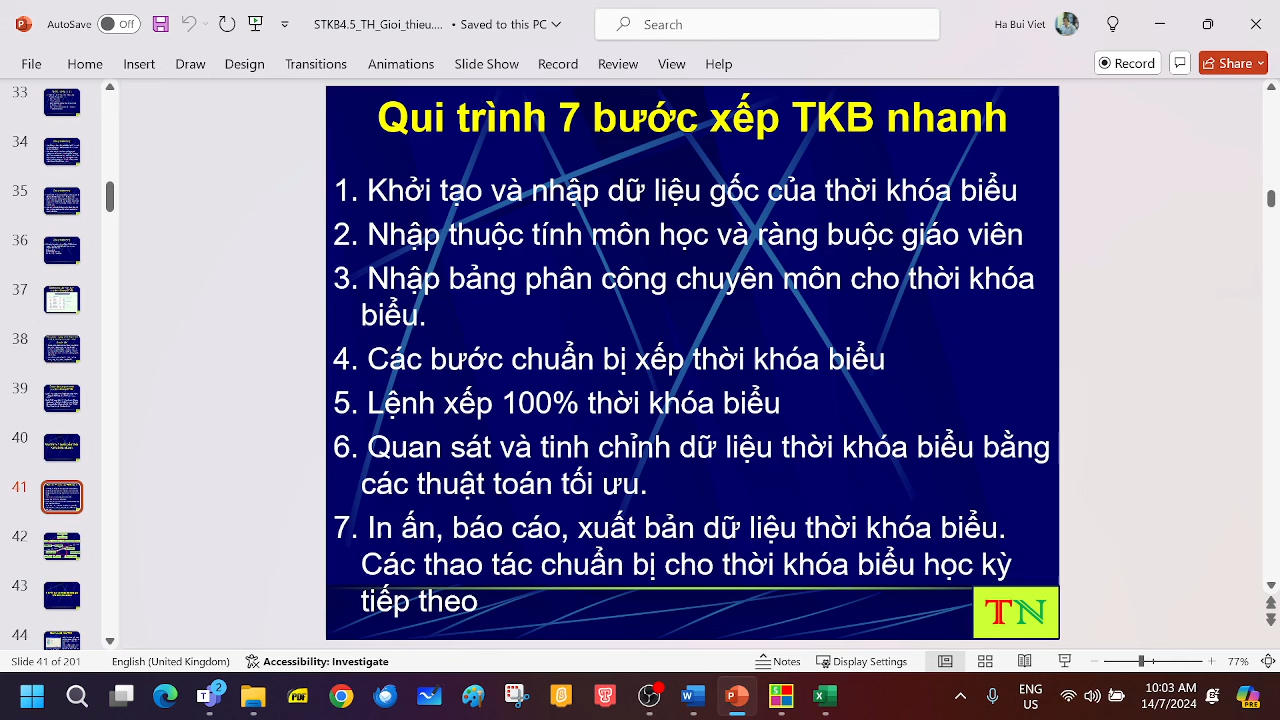 AutoSave Off
STKB4.5_TH_Gioi_thieu.... • Saved to this PC
Search
Ha Bui Viet
File Home Insert Draw Design Transitions Animations Slide Show Record Review View Help
Record
Share
33
34
35
36
37
38
39
40
41
42
43
44
Qui trình 7 bước xếp TKB nhanh
1. Khởi tạo và nhập dữ liệu gốc của thời khóa biểu
2. Nhập thuộc tính môn học và ràng buộc giáo viên
3. Nhập bảng phân công chuyên môn cho thời khóa
biểu.
4. Các bước chuẩn bị xếp thời khóa biểu
5. Lệnh xếp 100% thời khóa biểu
6. Quan sát và tinh chỉnh dữ liệu thời khóa biểu bằng
các thuật toán tối ưu.
7. In ấn, báo cáo, xuất bản dữ liệu thời khóa biểu.
Các thao tác chuẩn bị cho thời khóa biểu học kỳ
tiếp theo
TN
Slide 41 of 201 English (United Kingdom) Accessibility: Investigate Notes Display Settings 77%
ENG
US
10:03 AM
14/7/2024